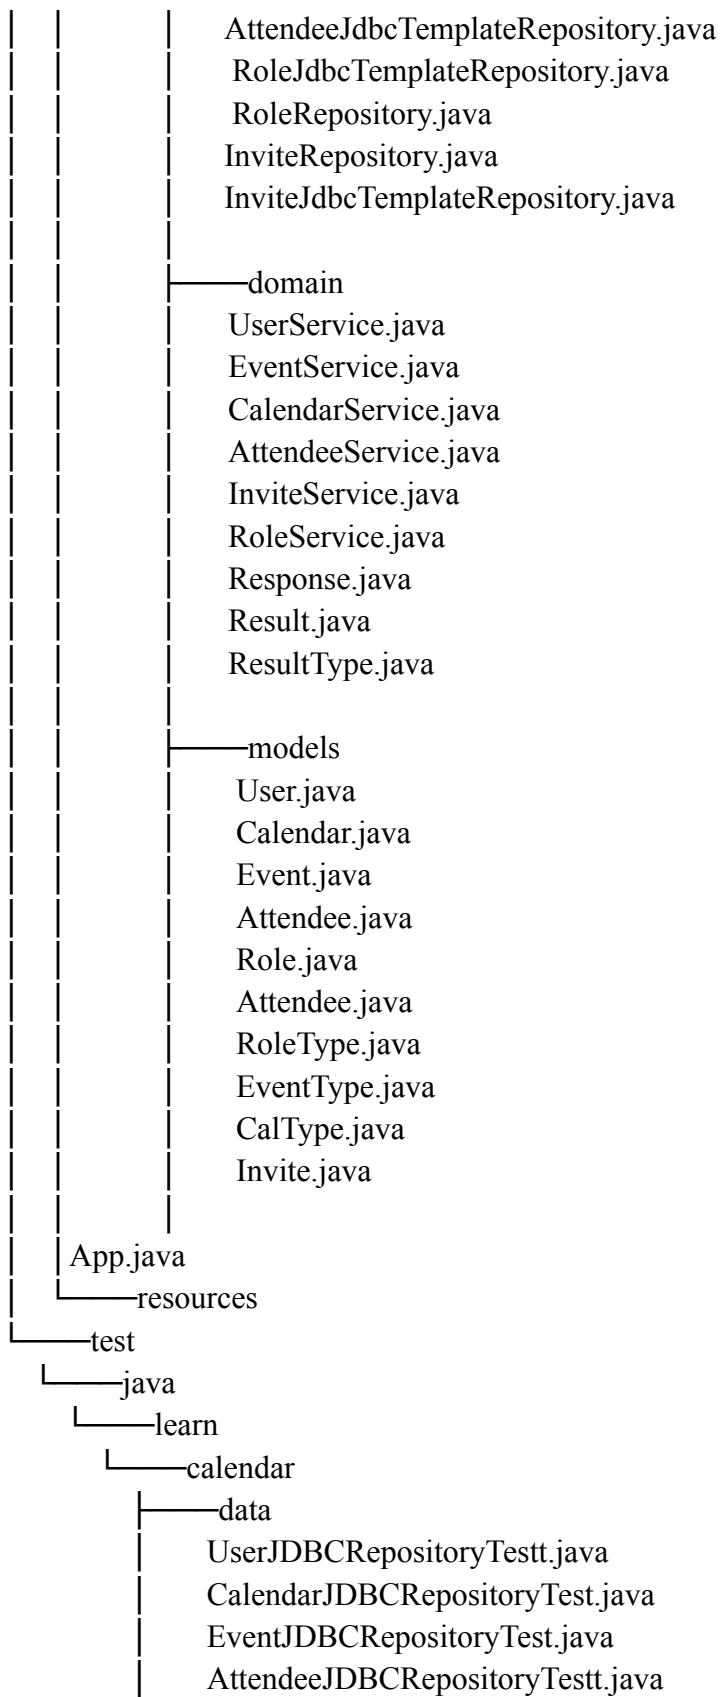 AttendeeJdbcTemplateRepository.java
RoleJdbcTemplateRepository.java
RoleRepository.java
InviteRepository.java
InviteJdbcTemplateRepository.java
domain
UserService.java
EventService.java
CalendarService.java
AttendeeService.java
InviteService.java
RoleService.java
Response.java
Result.java
ResultType.java
models
User.java
Calendar.java
Event.java
Attendee.java
Role.java
Attendee.java
RoleType.java
EventType.java
CalType.java
Invite.java
App.java
resources
test
java
learn
calendar
data
UserJDBCRepositoryTestt.java
CalendarJDBCRepositoryTest.java
EventJDBCRepositoryTest.java
AttendeeJDBCRepositoryTestt.java